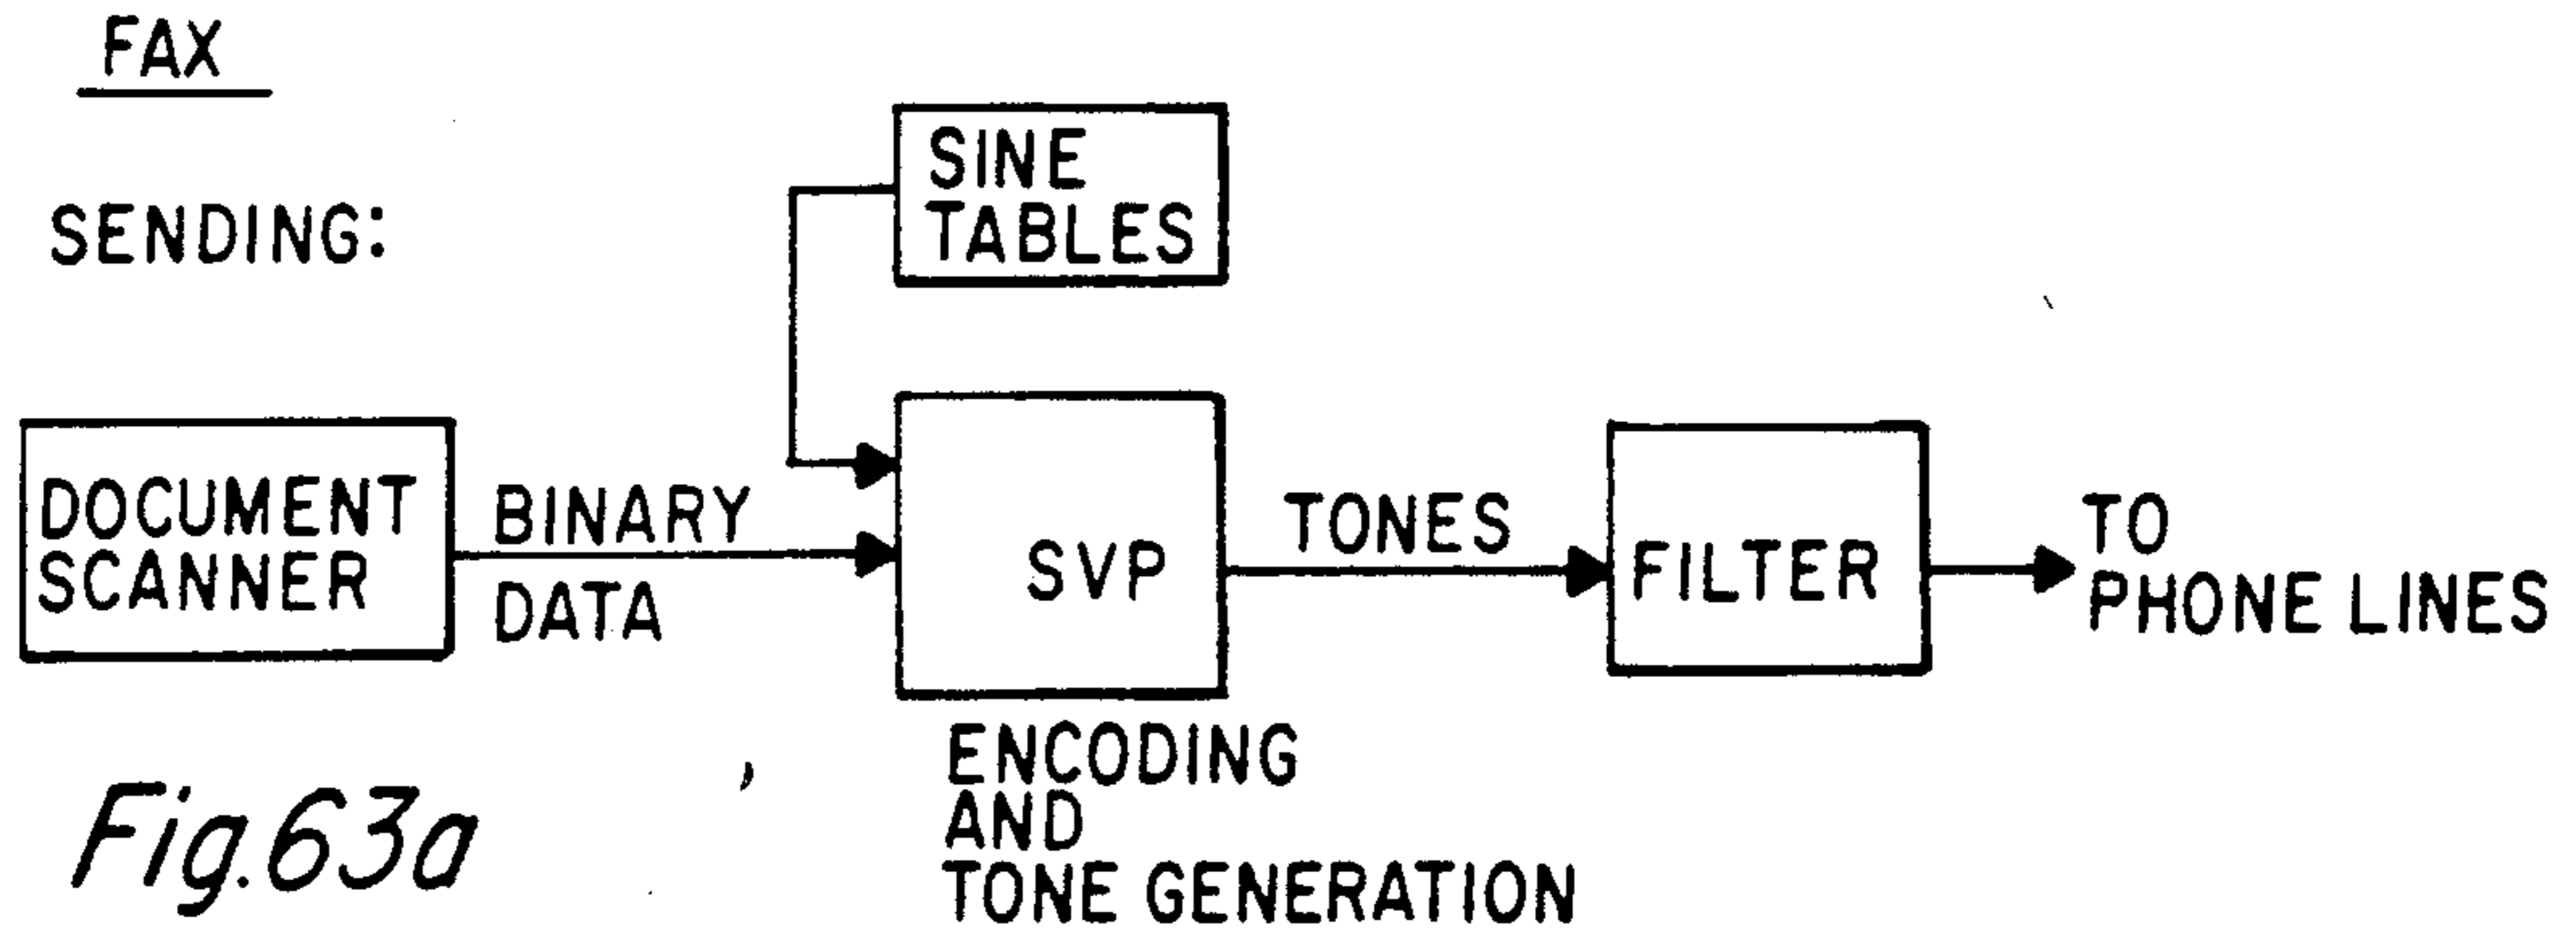 FAX
SENDING:
SINE
TABLES
DOCUMENT
SCANNER
BINARY
DATA
SVP
TONES
FILTER
TO
PHONE LINES
ENCODING
AND
TONE GENERATION
Fig.63a